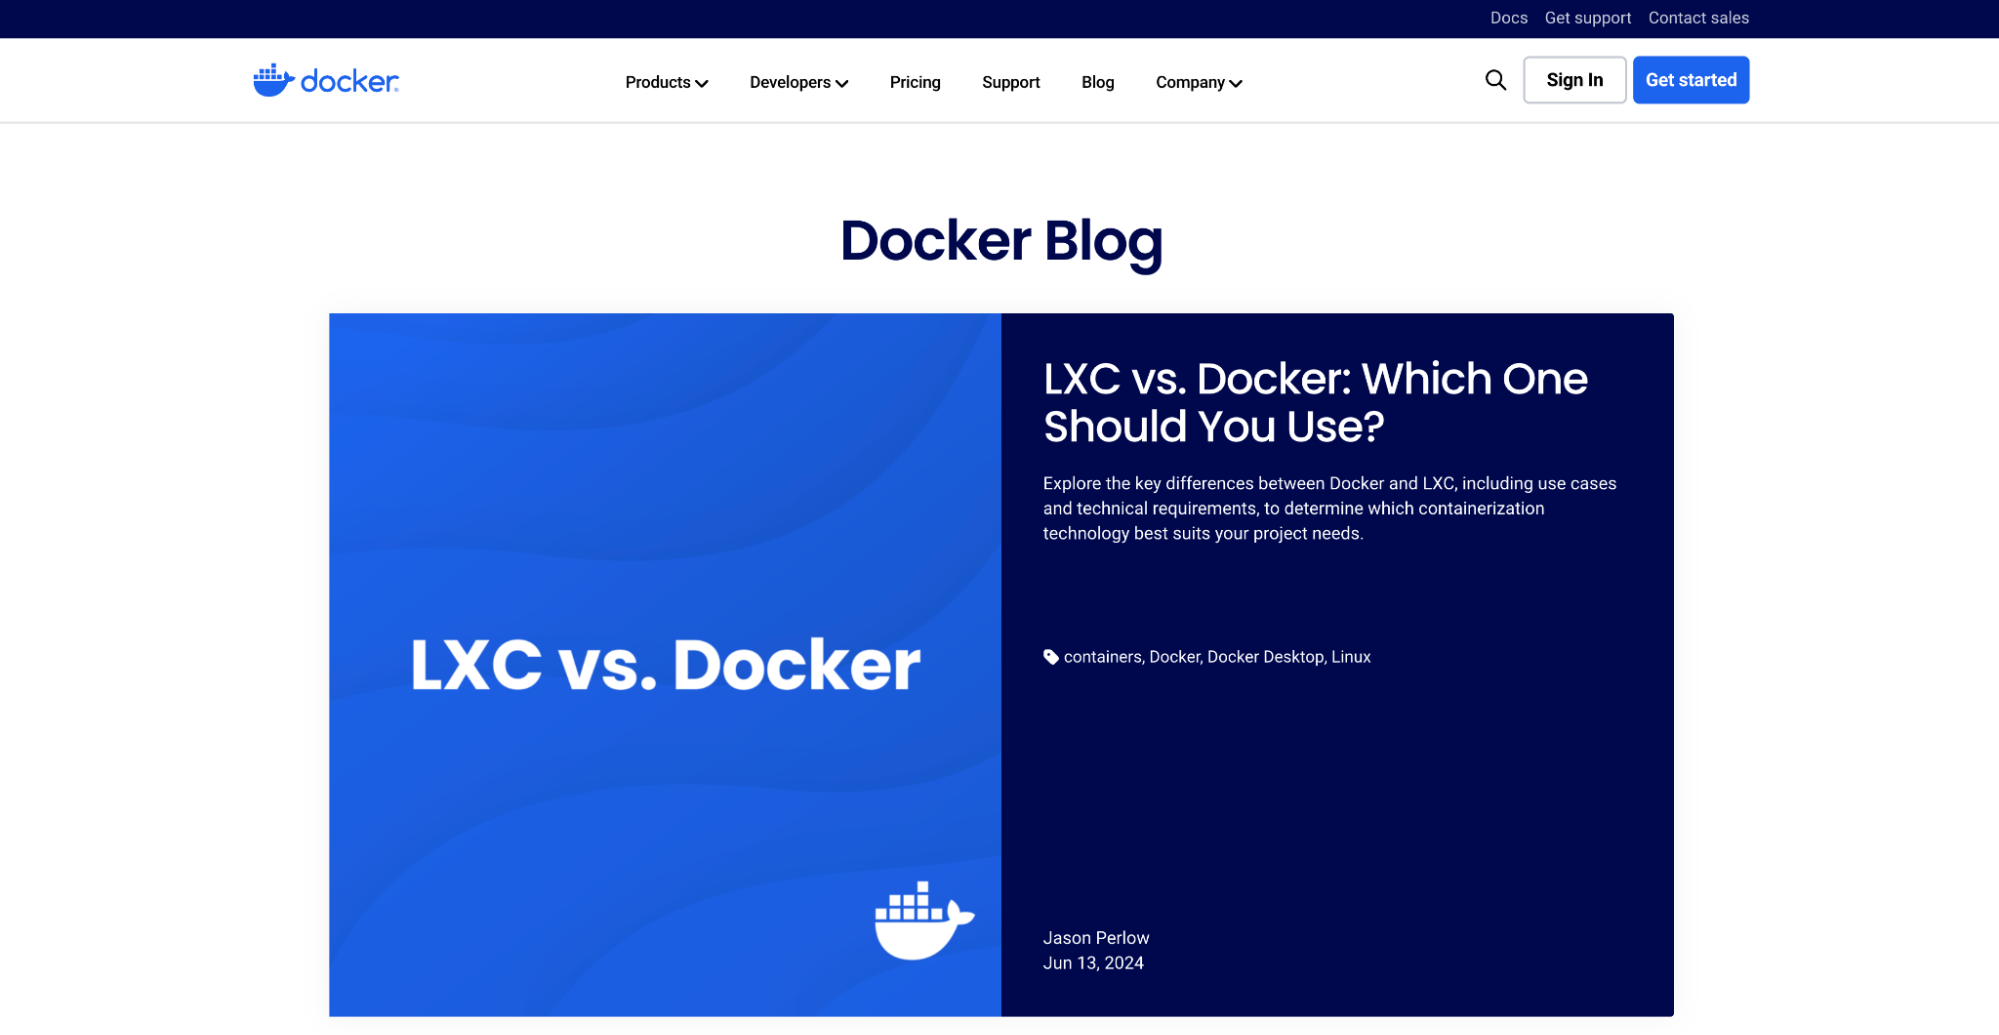 Docs Get support Contact sales
docker
Products Developers Pricing Support Blog Company Sign In Get started
Docker Blog
LXC vs. Docker
LXC vs. Docker: Which One
Should You Use?
Explore the key differences between Docker and LXC, including use cases
and technical requirements, to determine which containerization
technology best suits your project needs.
containers, Docker, Docker Desktop, Linux
Jason Perlow
Jun 13, 2024